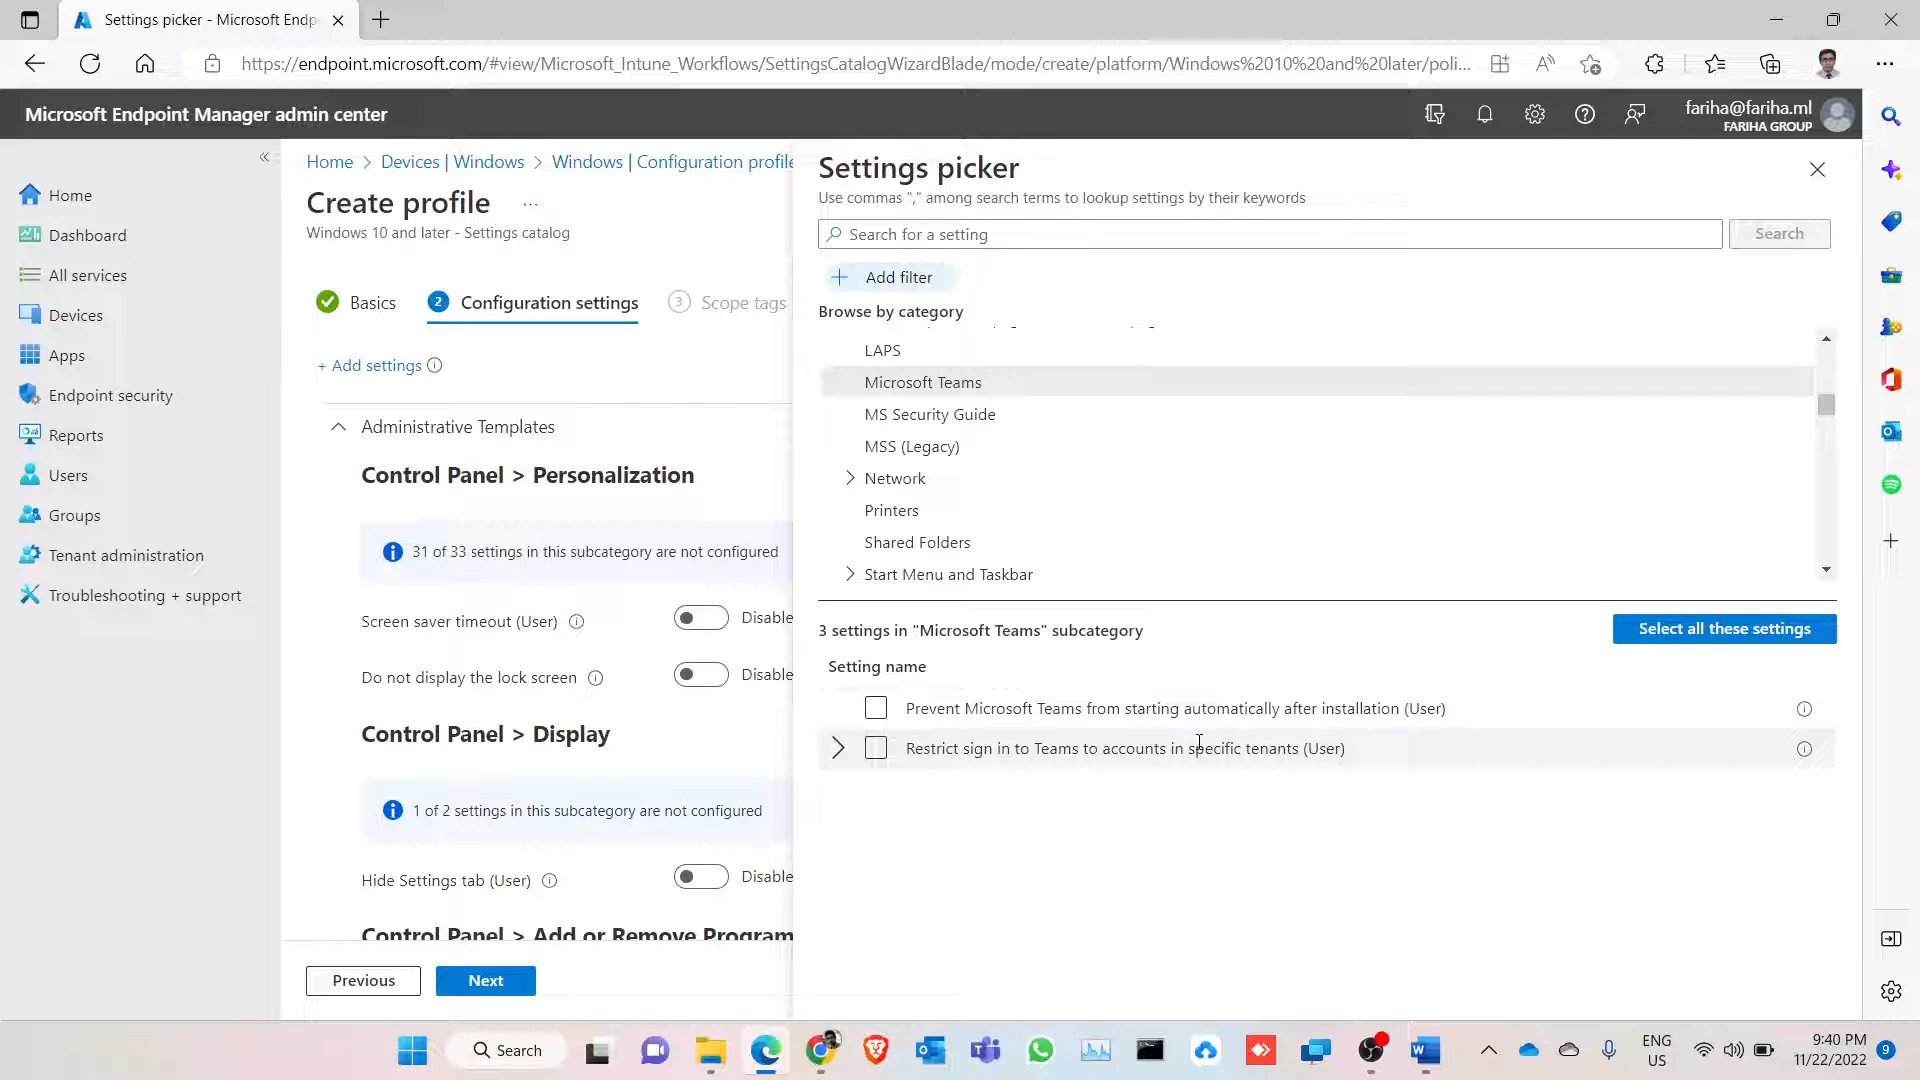 Settings picker - Microsoft Endp
https://endpoint.microsoft.com/#view/Microsoft_Intune_Workflows/SettingsCatalogWizardBlade/mode/create/platform/Windows%2010%20and%20later/poli...
Microsoft Endpoint Manager admin center
fariha@fariha.ml
FARIHA GROUP
Home
Dashboard
All services
Devices
Apps
Endpoint security
Reports
Users
Groups
Tenant administration
Troubleshooting + support
Home > Devices | Windows > Windows | Configuration profile
Create profile ...
Windows 10 and later - Settings catalog
Basics
2 Configuration settings
3 Scope tags
+ Add settings
Administrative Templates
Control Panel > Personalization
31 of 33 settings in this subcategory are not configured
Screen saver timeout (User)
Disable
Do not display the lock screen
Disable
Control Panel > Display
1 of 2 settings in this subcategory are not configured
Hide Settings tab (User)
Disable
Control Panel > Add or Remove Program
Previous
Next
Settings picker
Use commas "," among search terms to lookup settings by their keywords
Search for a setting
Search
+ Add filter
Browse by category
LAPS
Microsoft Teams
MS Security Guide
MSS (Legacy)
Network
Printers
Shared Folders
Start Menu and Taskbar
3 settings in "Microsoft Teams" subcategory
Select all these settings
Setting name
Prevent Microsoft Teams from starting automatically after installation (User)
Restrict sign in to Teams to accounts in specific tenants (User)
Search
ENG
US
9:40 PM
11/22/2022
9